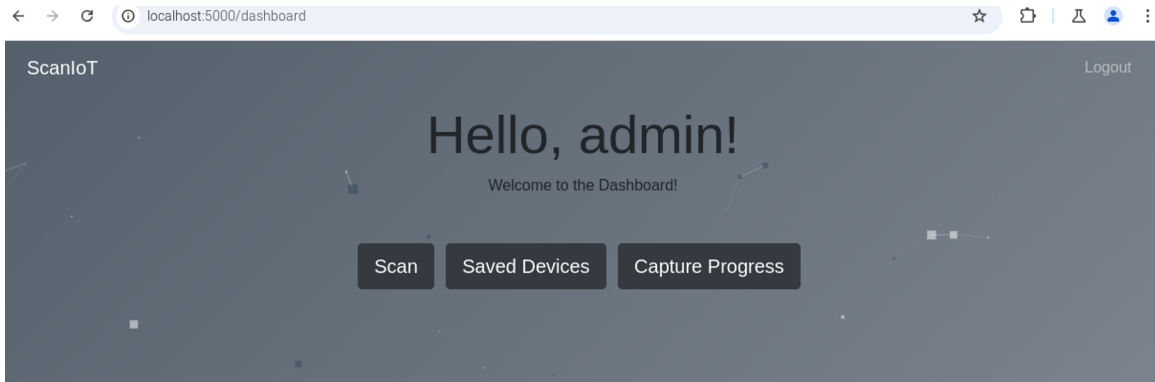 localhost:5000/dashboard
ScanIoT
Logout
Hello, admin!
Welcome to the Dashboard!
Scan
Saved Devices
Capture Progress